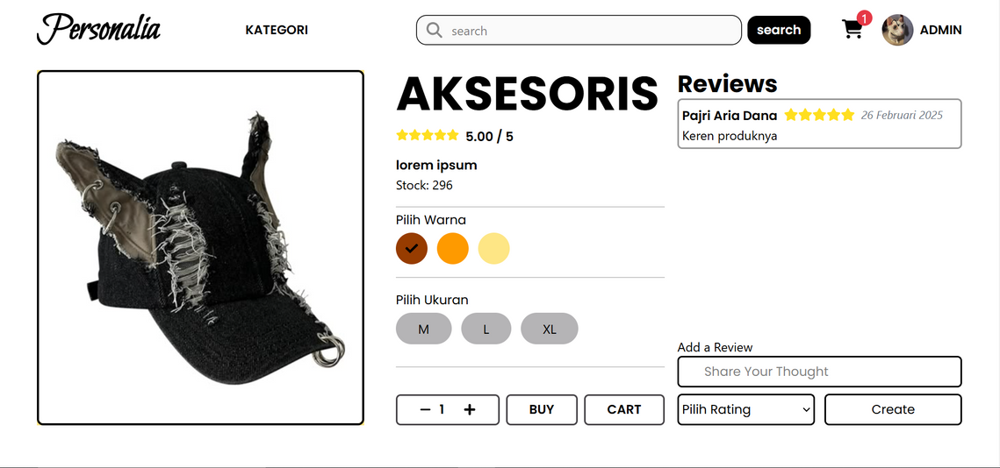 Personalia
KATEGORI
search
search
1
ADMIN
AKSESORIS
5.00 / 5
lorem ipsum
Stock: 296
Pilih Warna
Pilih Ukuran
M L XL
1
BUY
CART
Reviews
Pajri Aria Dana 26 Februari 2025
Keren produknya
Add a Review
Share Your Thought
Pilih Rating
Create